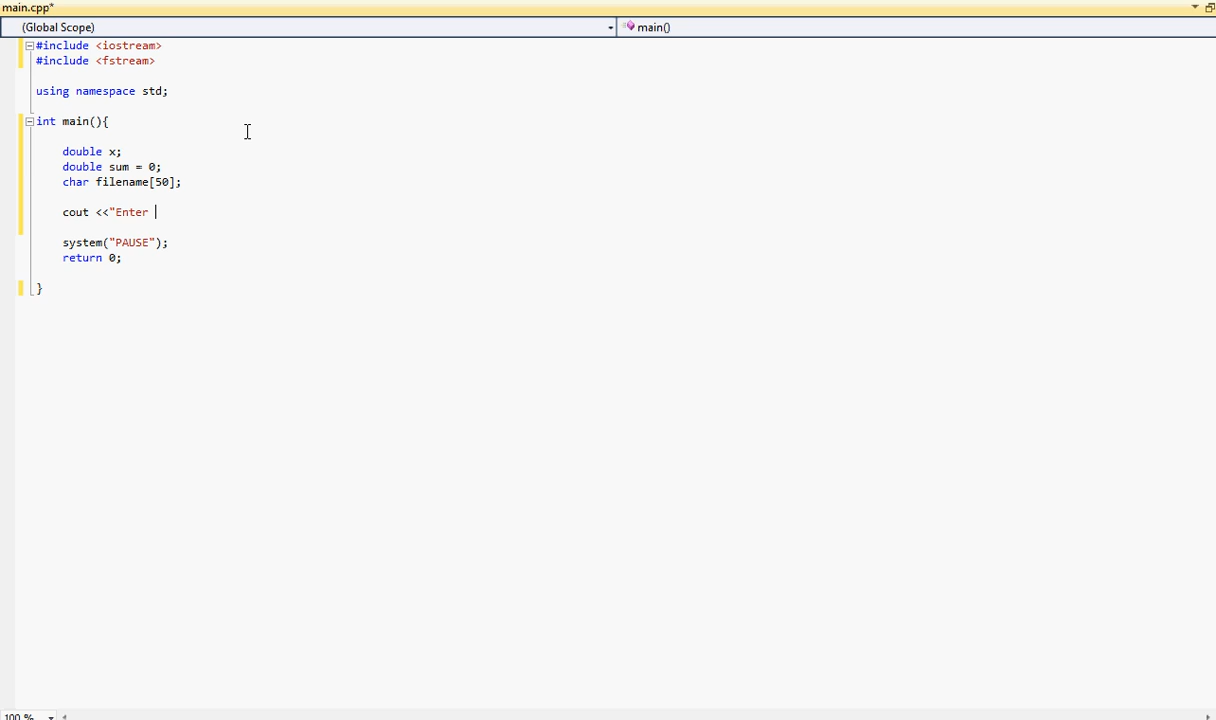 main.cpp*
(Global Scope)
main()
#include <iostream>
#include <fstream>
using namespace std;
int main(){
double x;
double sum = 0;
char filename[50];
cout <<"Enter
system("PAUSE");
return 0;
}
100 %